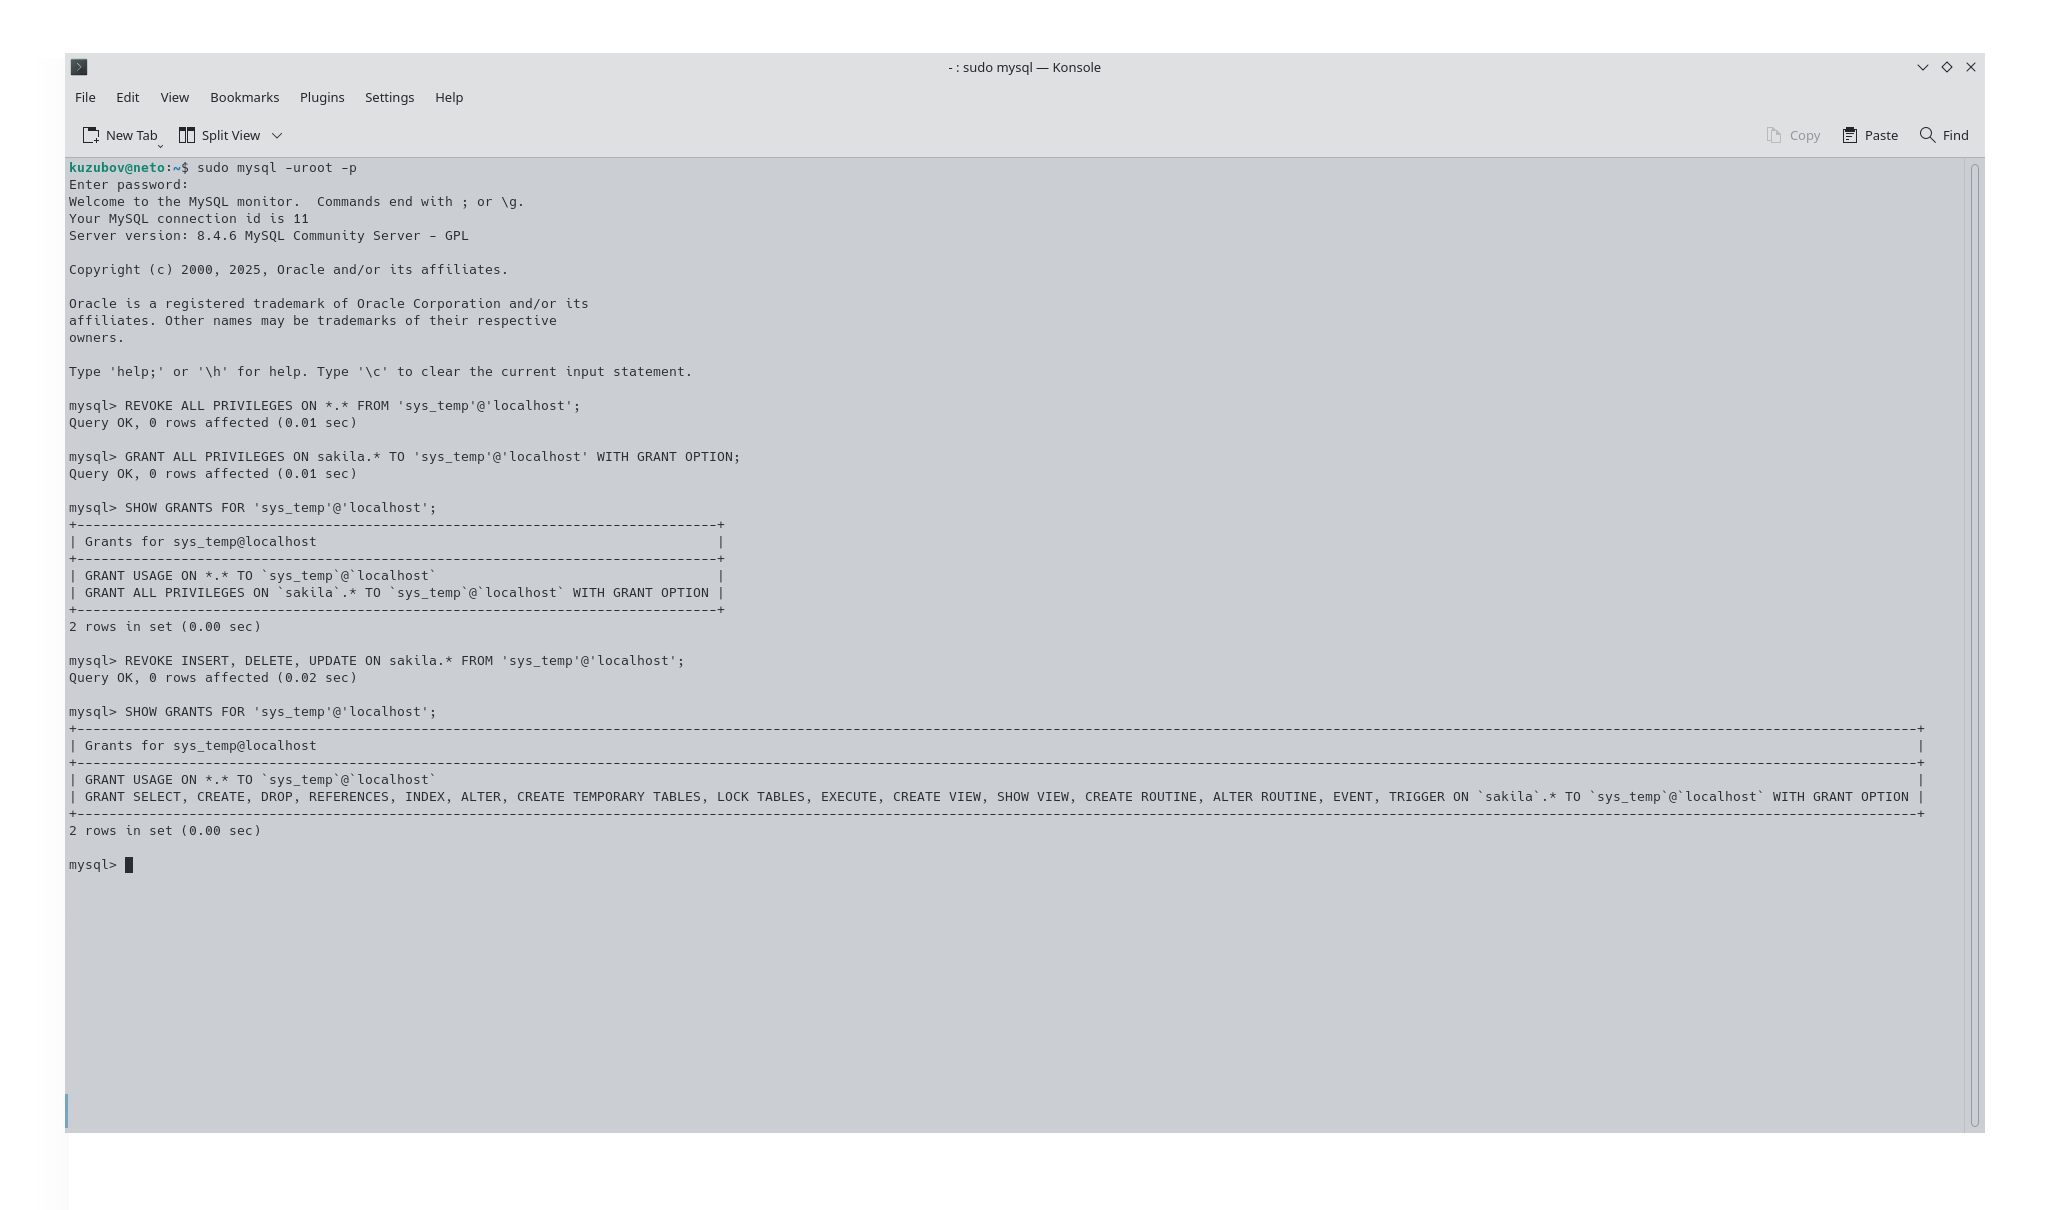 - : sudo mysql — Konsole
File Edit View Bookmarks Plugins Settings Help
New Tab Split View Copy Paste Find
kuzubov@neto:~$ sudo mysql -uroot -p
Enter password:
Welcome to the MySQL monitor.  Commands end with ; or \g.
Your MySQL connection id is 11
Server version: 8.4.6 MySQL Community Server - GPL

Copyright (c) 2000, 2025, Oracle and/or its affiliates.

Oracle is a registered trademark of Oracle Corporation and/or its
affiliates. Other names may be trademarks of their respective
owners.

Type 'help;' or '\h' for help. Type '\c' to clear the current input statement.

mysql> REVOKE ALL PRIVILEGES ON *.* FROM 'sys_temp'@'localhost';
Query OK, 0 rows affected (0.01 sec)

mysql> GRANT ALL PRIVILEGES ON sakila.* TO 'sys_temp'@'localhost' WITH GRANT OPTION;
Query OK, 0 rows affected (0.01 sec)

mysql> SHOW GRANTS FOR 'sys_temp'@'localhost';
+--------------------------------------------------------------------------------+
| Grants for sys_temp@localhost                                                  |
+--------------------------------------------------------------------------------+
| GRANT USAGE ON *.* TO `sys_temp`@`localhost`                                   |
| GRANT ALL PRIVILEGES ON `sakila`.* TO `sys_temp`@`localhost` WITH GRANT OPTION |
+--------------------------------------------------------------------------------+
2 rows in set (0.00 sec)

mysql> REVOKE INSERT, DELETE, UPDATE ON sakila.* FROM 'sys_temp'@'localhost';
Query OK, 0 rows affected (0.02 sec)

mysql> SHOW GRANTS FOR 'sys_temp'@'localhost';
+--------------------------------------------------------------------------------------------------------------------------------------------------------------------------------------------------------------------------------------+
| Grants for sys_temp@localhost                                                                                                                                                                                                        |
+--------------------------------------------------------------------------------------------------------------------------------------------------------------------------------------------------------------------------------------+
| GRANT USAGE ON *.* TO `sys_temp`@`localhost`                                                                                                                                                                                         |
| GRANT SELECT, CREATE, DROP, REFERENCES, INDEX, ALTER, CREATE TEMPORARY TABLES, LOCK TABLES, EXECUTE, CREATE VIEW, SHOW VIEW, CREATE ROUTINE, ALTER ROUTINE, EVENT, TRIGGER ON `sakila`.* TO `sys_temp`@`localhost` WITH GRANT OPTION |
+--------------------------------------------------------------------------------------------------------------------------------------------------------------------------------------------------------------------------------------+
2 rows in set (0.00 sec)

mysql>